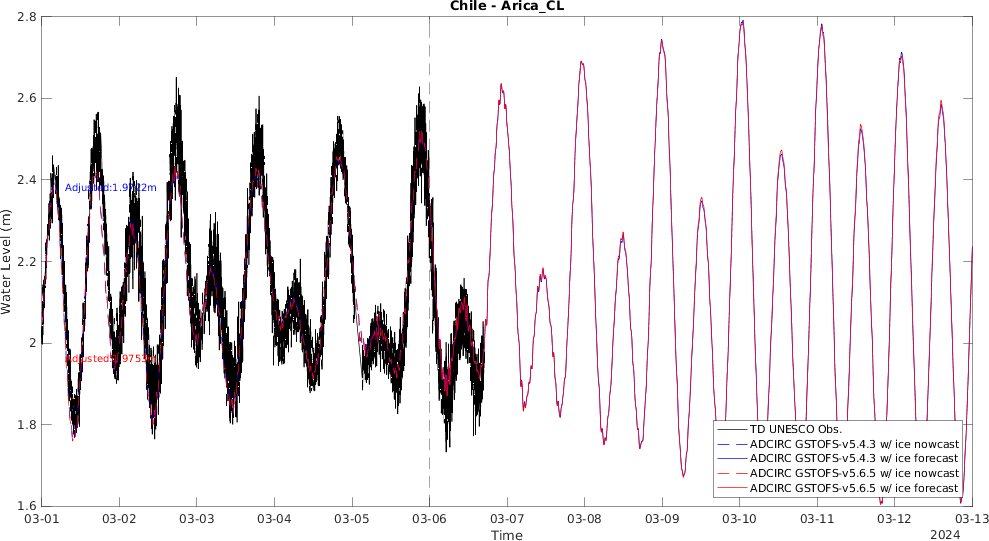 Chile - Arica_CL
2.8
2.6
2.4
2.2
2
1.8
1.6
Water Level (m)
TD UNESCO Obs.
ADCIRC GSTOFS-v5.4.3 w/ ice nowcast
ADCIRC GSTOFS-v5.4.3 w/ ice forecast
ADCIRC GSTOFS-v5.6.5 w/ ice nowcast
ADCIRC GSTOFS-v5.6.5 w/ ice forecast
03-01 03-02 03-03 03-04 03-05 03-06 03-07 03-08 03-09 03-10 03-11 03-12 03-13
Time
2024